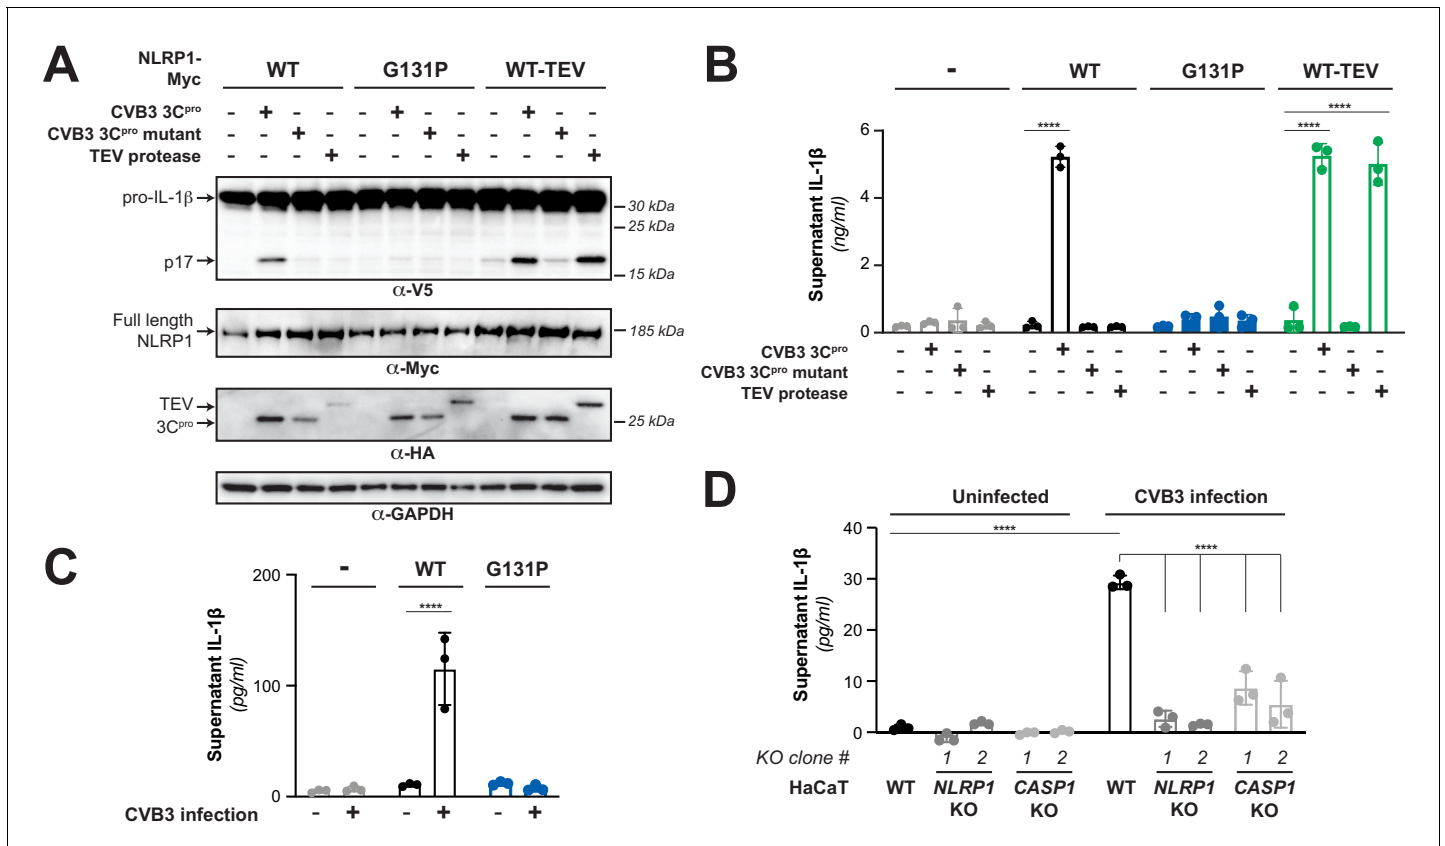 A
NLRP1-
Myc
WT G131P WT-TEV
CVB3 3Cpro - + - - - + - - - + - -
CVB3 3Cpro mutant - - + - - - + - - - + -
TEV protease - - - + - - - + - - - +
pro-IL-1β
30 kDa
25 kDa
p17
15 kDa
α-V5
Full length
NLRP1
185 kDa
α-Myc
TEV
3Cpro
25 kDa
α-HA
α-GAPDH
B
- WT G131P WT-TEV
****
**** ****
Supernatant IL-1β
(ng/ml)
6
4
2
0
CVB3 3Cpro - + - - - + - - - + - - - + - -
CVB3 3Cpro mutant - - + - - - + - - - + - - - + -
TEV protease - - - + - - - + - - - + - - - +
C
- WT G131P
****
Supernatant IL-1β
(pg/ml)
200
100
0
CVB3 infection - + - + - +
D
Uninfected CVB3 infection
****
****
Supernatant IL-1β
(pg/ml)
40
30
20
10
0
KO clone # 1 2 1 2 1 2 1 2
HaCaT WT NLRP1 CASP1 WT NLRP1 CASP1
KO KO KO KO